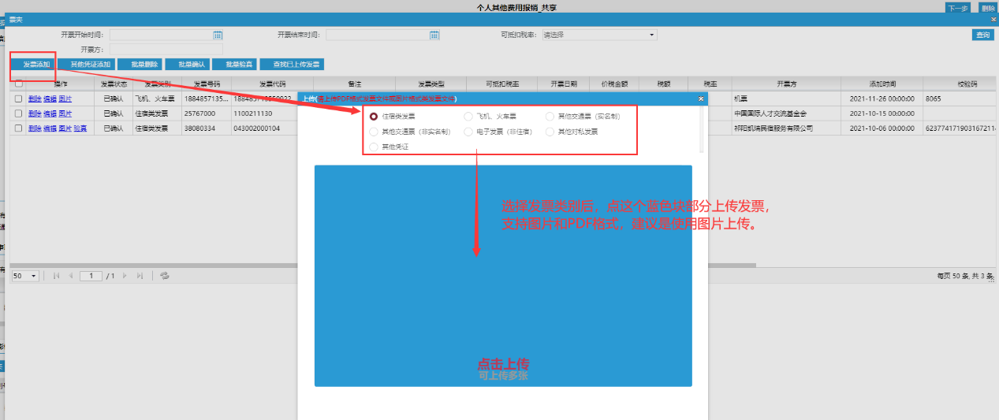 个人其他费用报销_共享
下一步 删除
票夹
开票开始时间: 开票结束时间: 可抵扣税率: 请选择 查询
开票方:
发票添加 其他凭证添加 批单删除 批单确认 批单验真 查找已上传发票
操作 发票状态 发票类别 发票号码 发票代码 备注 发票类型 可抵扣税率 开票日期 价税金额 税额 税率 开票方 添加时间 校验码
删除 编辑 图片 已确认 飞机、火车票 1884857135... 机票 2021-11-26 00:00:00 8065
删除 编辑 图片 已确认 住宿类发票 25767000 1100211130 中国国际人才交流基金会 2021-10-15 00:00:00
删除 编辑 图片 验真 已确认 住宿类发票 38080334 043002000104 祁阳凯瑞民宿服务有限公司 2021-10-06 00:00:00 623774171903167211
上传(请上传PDF格式发票文件或图片格式类发票文件)
住宿类发票 飞机、火车票 其他交通票（实名制）
其他交通票（非实名制） 电子发票（非住宿） 其他对私发票
其他凭证
选择发票类别后，点这个蓝色块部分上传发票，
支持图片和PDF格式，建议是使用图片上传。
点击上传
可上传多张
50 1 / 1 每页 50 条, 共 3 条